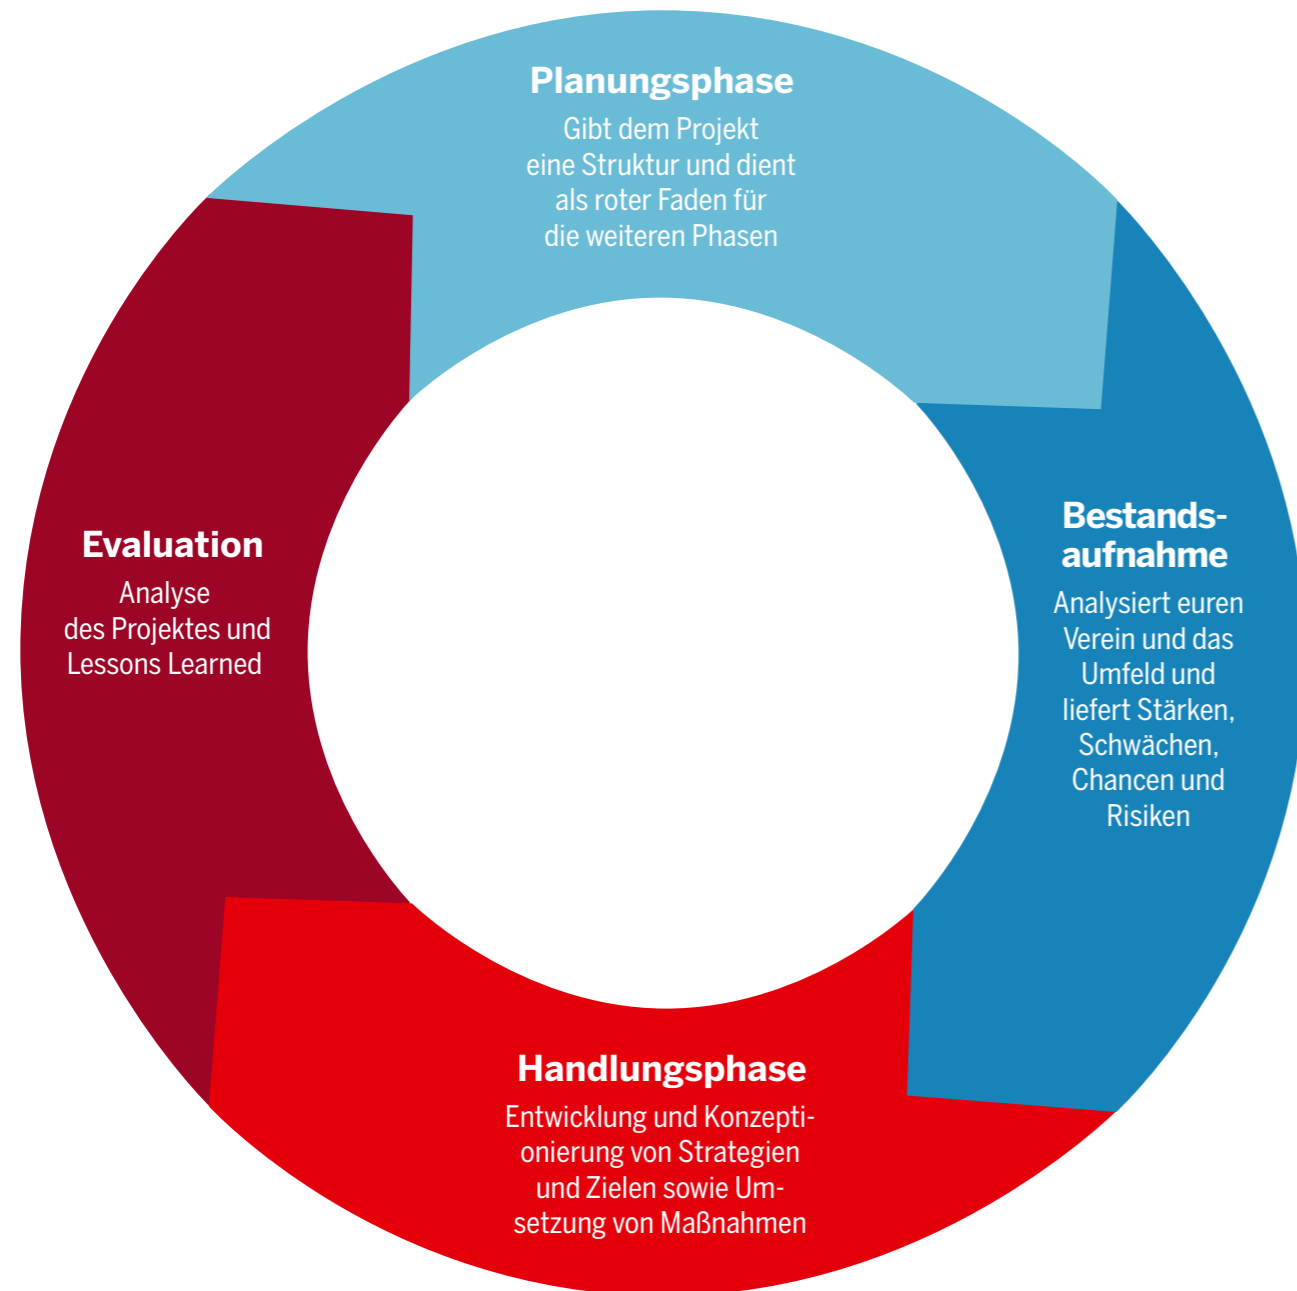 Planungsphase
Gibt dem Projekt
eine Struktur und dient
als roter Faden für
die weiteren Phasen
Bestands-
aufnahme
Analysiert euren
Verein und das
Umfeld und
liefert Stärken,
Schwächen,
Chancen und
Risiken
Handlungsphase
Entwicklung und Konzepti-
onierung von Strategien
und Zielen sowie Um-
setzung von Maßnahmen
Evaluation
Analyse
des Projektes und
Lessons Learned